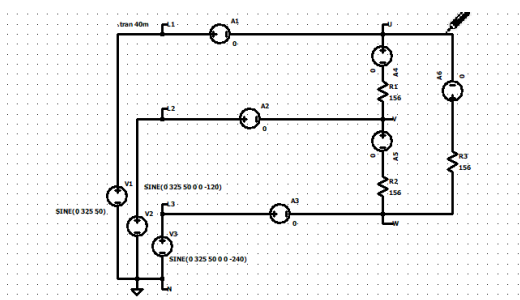 .tran 40m
L1
A1
0
U
A4
0
A6
0
R1
156
L2
A2
0
V
A5
0
R3
156
R2
156
V1
SINE(0 325 50)
SINE(0 325 50 0 0 -120)
V2
L3
A3
0
W
V3
SINE(0 325 50 0 0 -240)
N